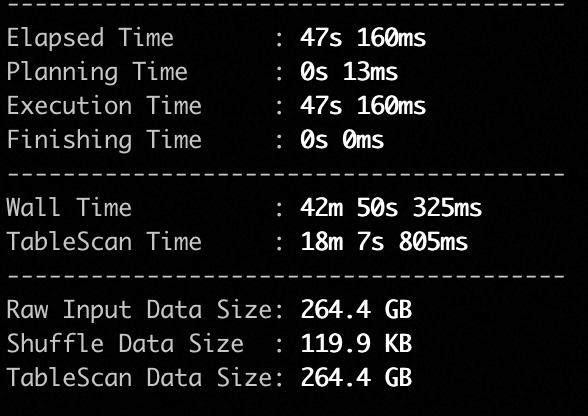 ----------------------------------------
Elapsed Time       : 47s 160ms
Planning Time      : 0s 13ms
Execution Time     : 47s 160ms
Finishing Time     : 0s 0ms
----------------------------------------
Wall Time          : 42m 50s 325ms
TableScan Time     : 18m 7s 805ms
----------------------------------------
Raw Input Data Size: 264.4 GB
Shuffle Data Size  : 119.9 KB
TableScan Data Size: 264.4 GB